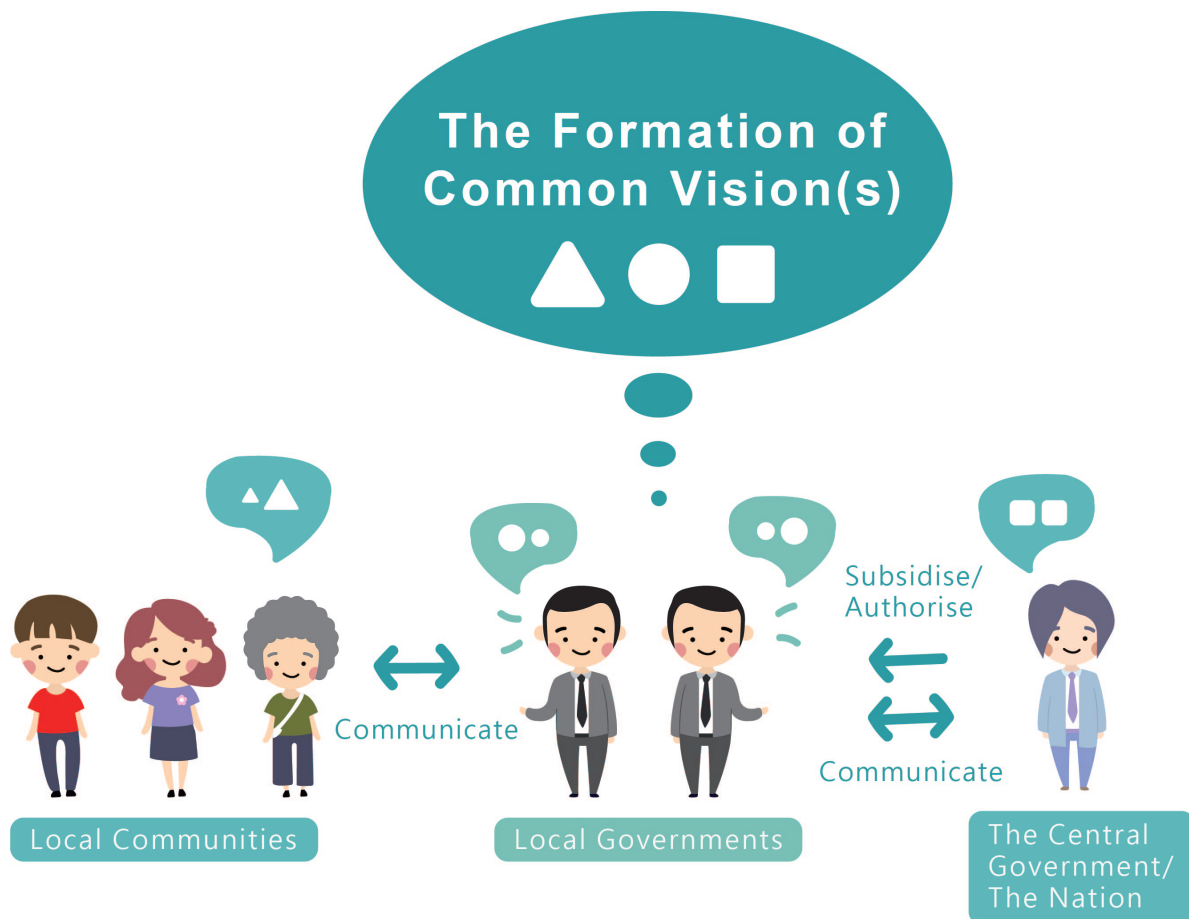 The Formation of
Common Vision(s)
Subsidise/
Authorise
Communicate
Communicate
Local Communities
Local Governments
The Central
Government/
The Nation